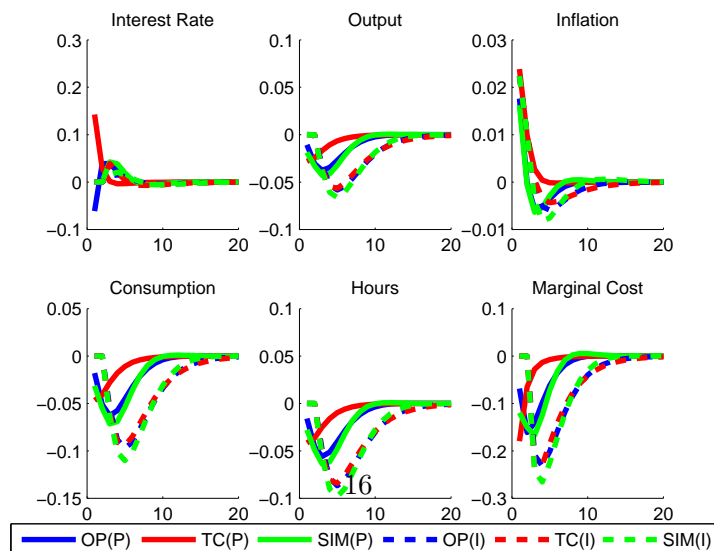 Interest Rate Output Inflation
0.3 0.1 0.03
0.2 0.05 0.02
0.1 0 0.01
0 −0.05 0
−0.1 −0.1 −0.01
0 10 20 0 10 20 0 10 20
Consumption Hours Marginal Cost
0.05 0.1 0.1
0 0.05 0
−0.05 0 −0.1
−0.1 −0.05 −0.2
−0.15 −0.1 −0.3
16
0 10 20 0 10 20 0 10 20
OP(P) TC(P) SIM(P) OP(I) TC(I) SIM(I)